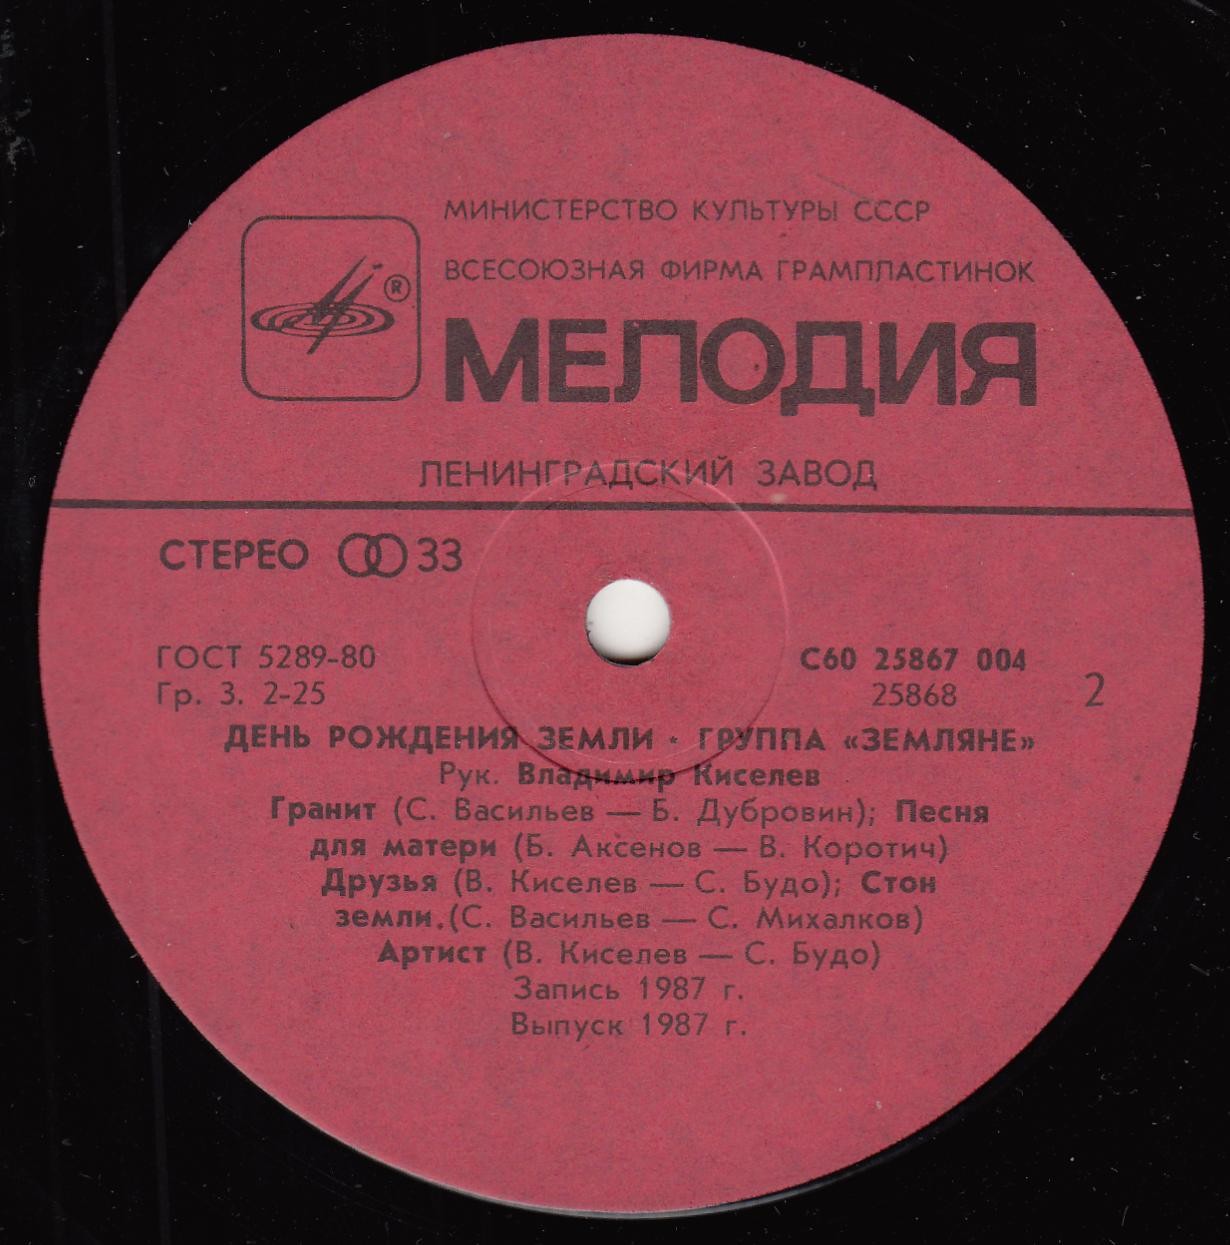 МИНИСТЕРСТВО КУЛЬТУРЫ СССР
ВСЕСОЮЗНАЯ ФИРМА ГРАМПЛАСТИНОК
®
МЕЛОДИЯ
ЛЕНИНГРАДСКИЙ ЗАВОД
СТЕРЕО 33
ГОСТ 5289-80
Гр. 3. 2-25
С60 25867 004
25868
2
ДЕНЬ РОЖДЕНИЯ ЗЕМЛИ · ГРУППА «ЗЕМЛЯНЕ»
Рук. Владимир Киселев
Гранит (С. Васильев — Б. Дубровин); Песня
для матери (Б. Аксенов — В. Коротич)
Друзья (В. Киселев — С. Будо); Стон
земли.(С. Васильев — С. Михалков)
Артист (В. Киселев — С. Будо)
Запись 1987 г.
Выпуск 1987 г.